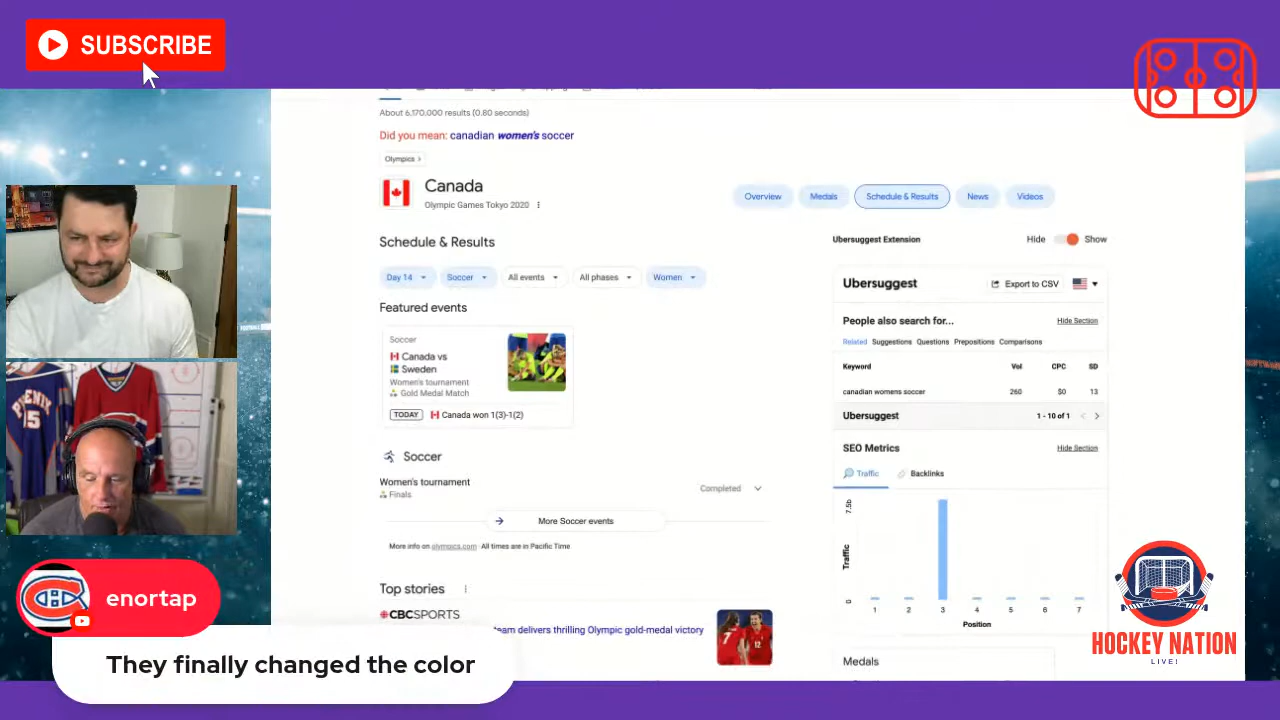 SUBSCRIBE
About 6,170,000 results (0.80 seconds)
Did you mean: canadian women's soccer
Olympics ›
Canada
Olympic Games Tokyo 2020
Overview
Medals
Schedule & Results
News
Videos
Schedule & Results
Day 14
Soccer
All events
All phases
Women
Featured events
Soccer
Canada vs
Sweden
Women's tournament
Gold Medal Match
TODAY
Canada won 1(3)-1(2)
Soccer
Women's tournament
Finals
Completed
More Soccer events
More info on olympics.com · All times are in Pacific Time
Top stories
CBCSPORTS
team delivers thrilling Olympic gold-medal victory
Ubersuggest Extension
Hide
Show
Ubersuggest
Export to CSV
People also search for...
Hide Section
Related Suggestions Questions Prepositions Comparisons
Keyword Vol CPC SD
canadian womens soccer 260 $0 13
Ubersuggest
1 - 10 of 1
SEO Metrics
Hide Section
Traffic
Backlinks
7.5b
Traffic
0
1 2 3 4 5 6 7
Position
Medals
PHOENIX
15
enortap
They finally changed the color
HOCKEY NATION
LIVE!